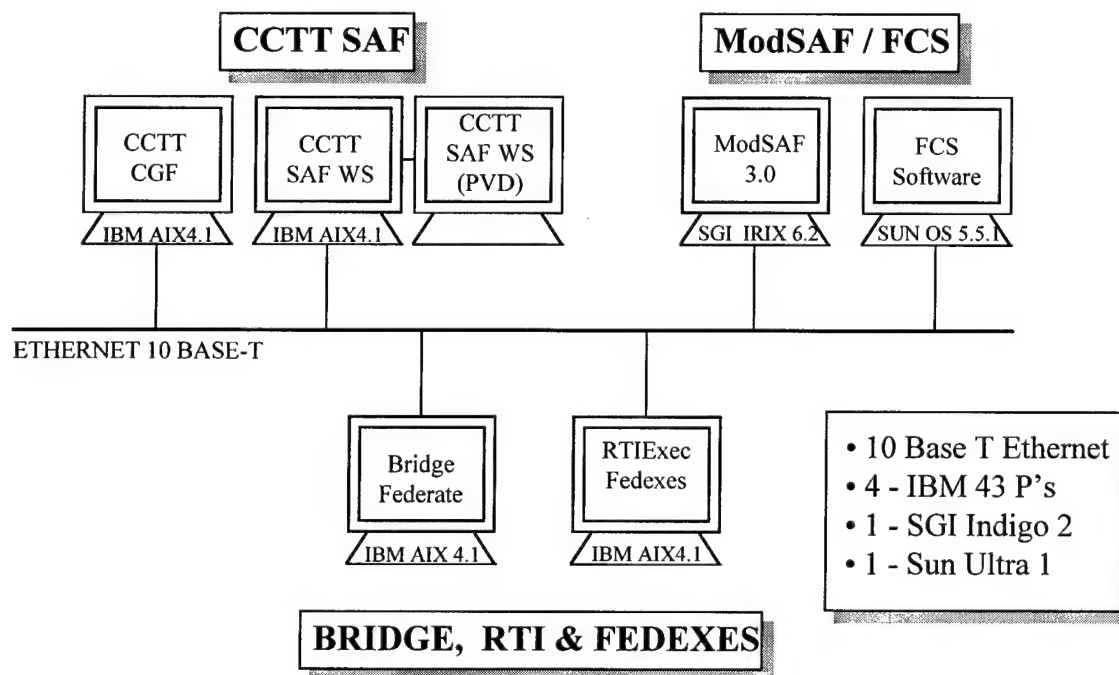 CCTT SAF
ModSAF / FCS
CCTT
CGF
IBM AIX4.1
CCTT
SAF WS
IBM AIX4.1
CCTT
SAF WS
(PVD)
ModSAF
3.0
SGI IRIX 6.2
FCS
Software
SUN OS 5.5.1
ETHERNET 10 BASE-T
Bridge
Federate
IBM AIX 4.1
RTIExec
Fedexes
IBM AIX4.1
• 10 Base T Ethernet
• 4 - IBM 43 P's
• 1 - SGI Indigo 2
• 1 - Sun Ultra 1
BRIDGE, RTI & FEDEXES